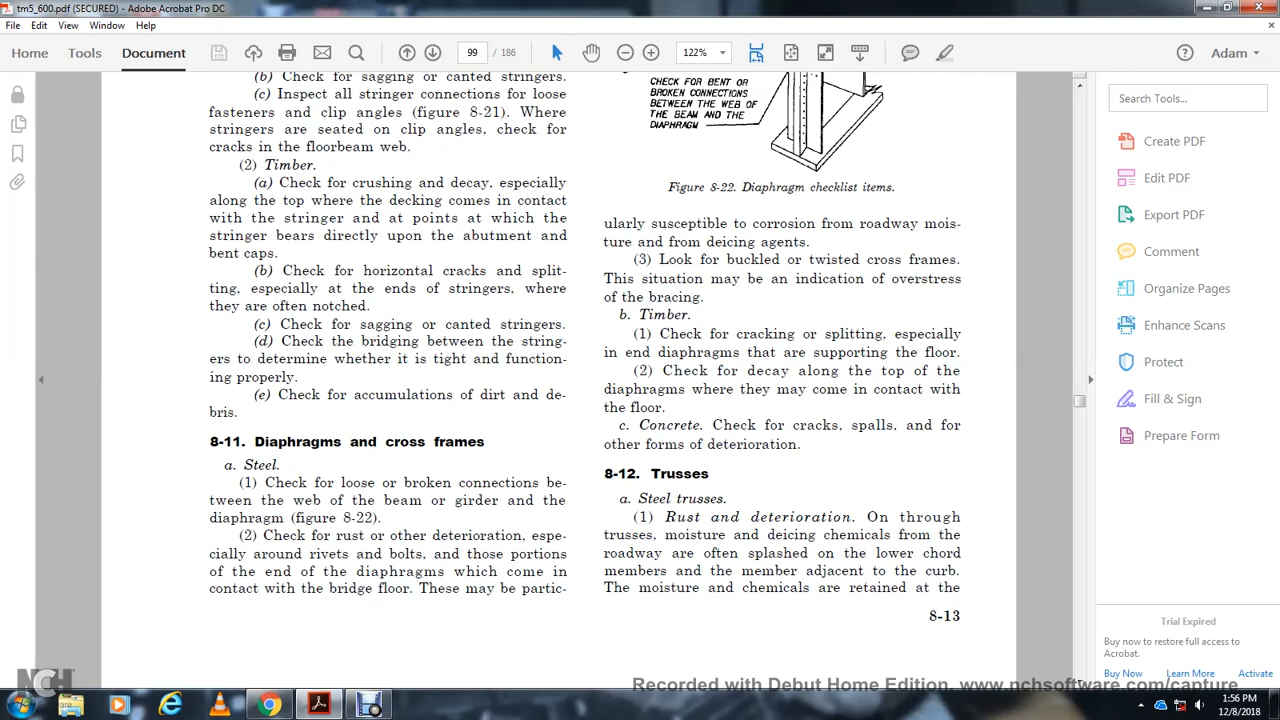 tm5_600.pdf (SECURED) - Adobe Acrobat Pro DC
File Edit View Window Help
Home Tools Document 99 / 186 122% Adam
(b) Check for sagging or canted stringers.
(c) Inspect all stringer connections for loose
fasteners and clip angles (figure 8-21). Where
stringers are seated on clip angles, check for
cracks in the floorbeam web.
(2) Timber.
(a) Check for crushing and decay, especially
along the top where the decking comes in contact
with the stringer and at points at which the
stringer bears directly upon the abutment and
bent caps.
(b) Check for horizontal cracks and split-
ting, especially at the ends of stringers, where
they are often notched.
(c) Check for sagging or canted stringers.
(d) Check the bridging between the string-
ers to determine whether it is tight and function-
ing properly.
(e) Check for accumulations of dirt and de-
bris.
8-11. Diaphragms and cross frames
a. Steel.
(1) Check for loose or broken connections be-
tween the web of the beam or girder and the
diaphragm (figure 8-22).
(2) Check for rust or other deterioration, espe-
cially around rivets and bolts, and those portions
of the end of the diaphragms which come in
contact with the bridge floor. These may be partic-
CHECK FOR BENT OR
BROKEN CONNECTIONS
BETWEEN THE WEB OF
THE BEAM AND THE
DIAPHRAGM
Figure 8-22. Diaphragm checklist items.
ularly susceptible to corrosion from roadway mois-
ture and from deicing agents.
(3) Look for buckled or twisted cross frames.
This situation may be an indication of overstress
of the bracing.
b. Timber.
(1) Check for cracking or splitting, especially
in end diaphragms that are supporting the floor.
(2) Check for decay along the top of the
diaphragms where they may come in contact with
the floor.
c. Concrete. Check for cracks, spalls, and for
other forms of deterioration.
8-12. Trusses
a. Steel trusses.
(1) Rust and deterioration. On through
trusses, moisture and deicing chemicals from the
roadway are often splashed on the lower chord
members and the member adjacent to the curb.
The moisture and chemicals are retained at the
8-13
Search Tools...
Create PDF
Edit PDF
Export PDF
Comment
Organize Pages
Enhance Scans
Protect
Fill & Sign
Prepare Form
Trial Expired
Buy now to restore full access to
Acrobat.
Buy Now Learn More Activate
NCH
Recorded with Debut Home Edition. www.nchsoftware.com/capture
1:56 PM
12/8/2018